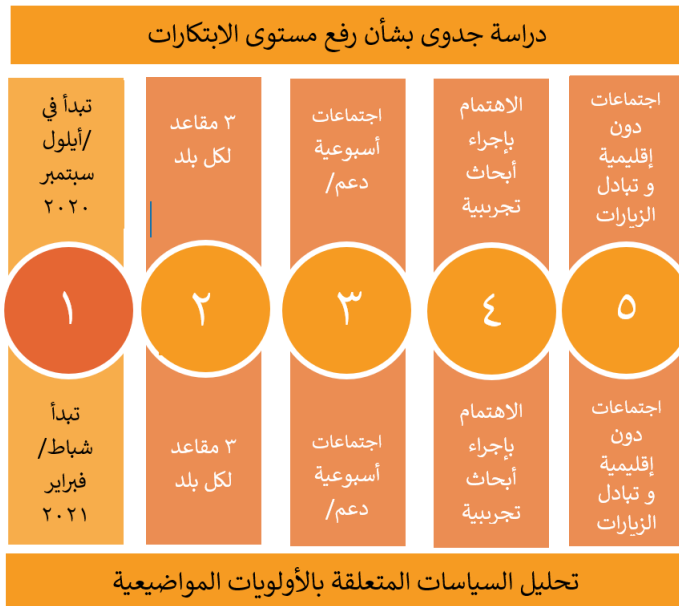 دراسة جدوى بشأن رفع مستوى الابتكارات
تبدأ في
/أيلول
سبتمبر
٢٠٢٠
٣ مقاعد
لكل بلد
اجتماعات
أسبوعية
دعم/
الاهتمام
بإجراء
أبحاث
تجريبية
اجتماعات
دون
إقليمية
و تبادل
الزيارات
١
٢
٣
٤
٥
تبدأ
شباط/
فبراير
٢٠٢١
٣ مقاعد
لكل بلد
اجتماعات
أسبوعية
دعم/
الاهتمام
بإجراء
أبحاث
تجريبية
اجتماعات
دون
إقليمية
و تبادل
الزيارات
تحليل السياسات المتعلقة بالأولويات المواضيعية